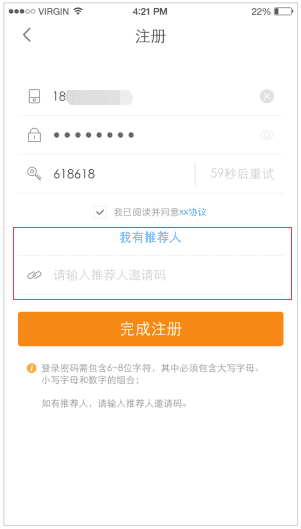 VIRGIN 4:21 PM 22%
注册
18
618618 59秒后重试
我已阅读并同意xx协议
我有推荐人
请输入推荐人邀请码
完成注册
登录密码需包含6~8位字符，其中必须包含大写字母、
小写字母和数字的组合；
如有推荐人，请输入推荐人邀请码。